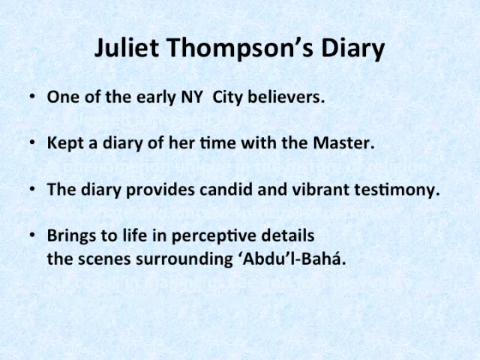 Juliet Thompson’s Diary
• One of the early NY  City believers.
• Kept a diary of her time with the Master.
• The diary provides candid and vibrant testimony.
• Brings to life in perceptive details
the scenes surrounding ‘Abdu’l-Bahá.